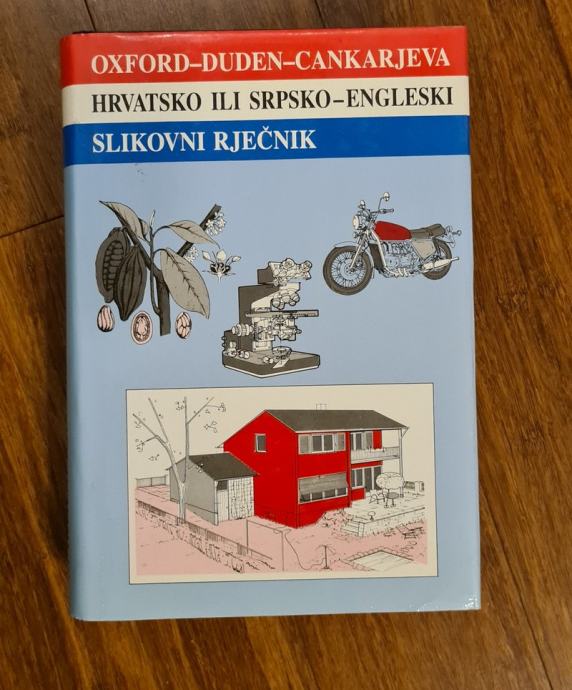 OXFORD–DUDEN–CANKARJEVA
HRVATSKO ILI SRPSKO–ENGLESKI
SLIKOVNI RJEČNIK